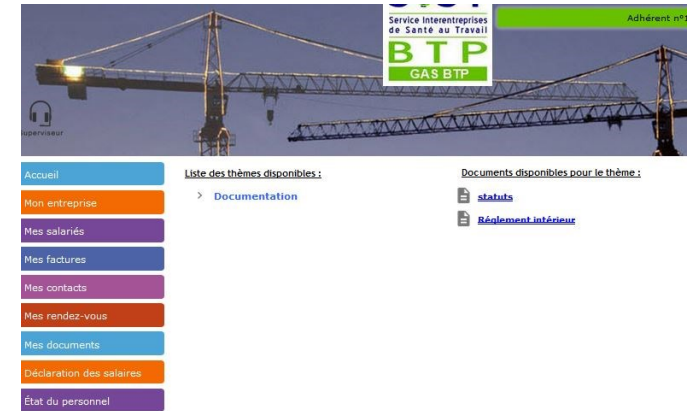 Service Interentreprises
de Santé au Travail
BTP
GAS BTP
Adhérent n°1
uperviseur
Accueil
Mon entreprise
Mes salariés
Mes factures
Mes contacts
Mes rendez-vous
Mes documents
Déclaration des salaires
État du personnel
Liste des thèmes disponibles :
Documentation
Documents disponibles pour le thème :
statuts
Réglement intérieur